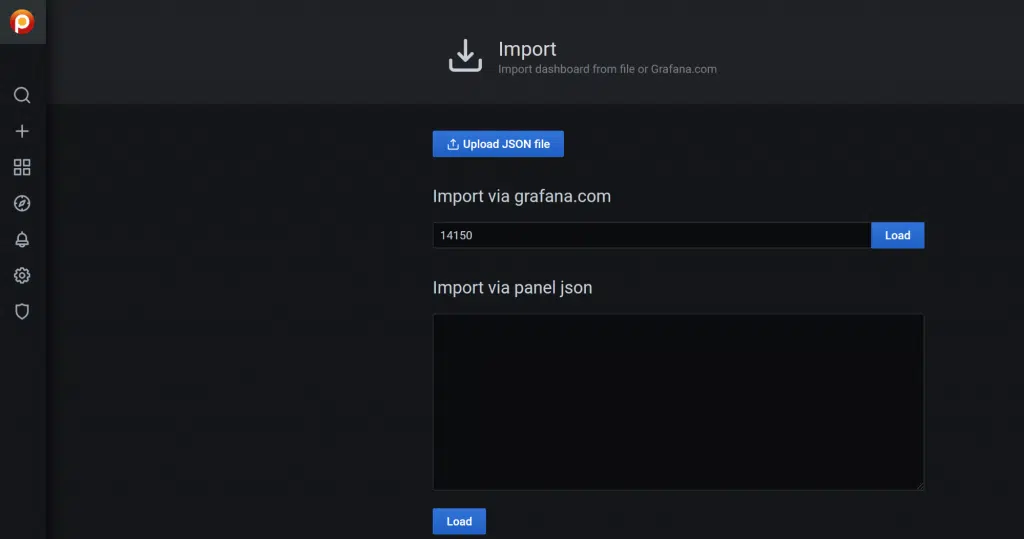 Import
Import dashboard from file or Grafana.com
Upload JSON file
Import via grafana.com
14150
Load
Import via panel json
Load